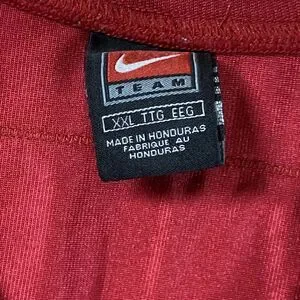 TEAM
XXL TTG EEG
MADE IN HONDURAS
FABRIQUE AU
HONDURAS